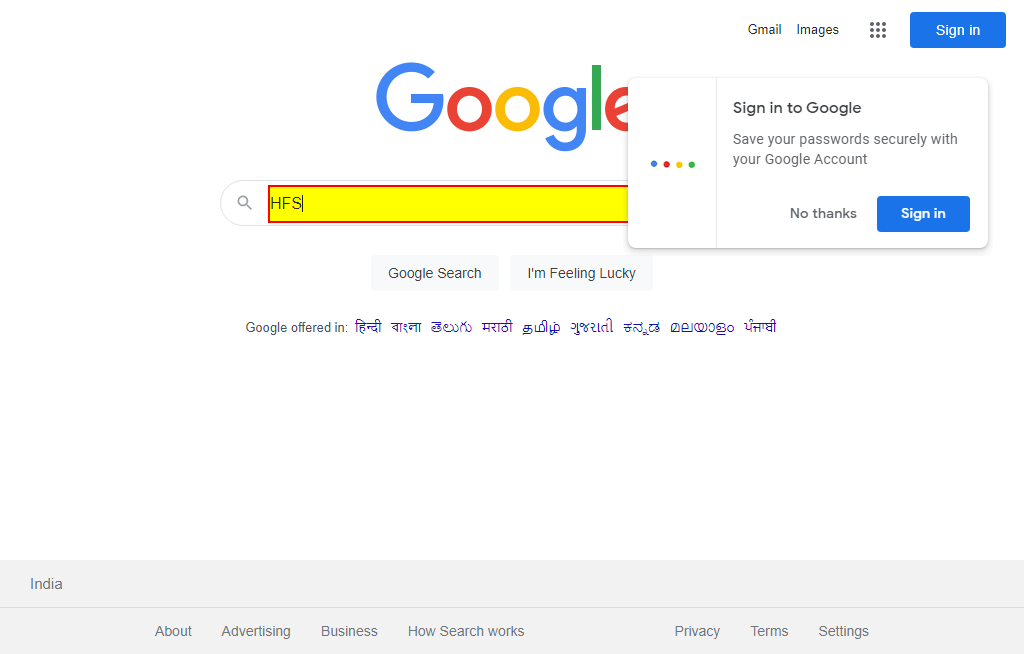 Gmail Images Sign in
Google
Sign in to Google
Save your passwords securely with
your Google Account
No thanks Sign in
HFS
Google Search I'm Feeling Lucky
Google offered in: हिन्दी বাংলা తెలుగు मराठी தமிழ் ગુજરાતી ಕನ್ನಡ മലയാളം ਪੰਜਾਬੀ
India
About Advertising Business How Search works Privacy Terms Settings